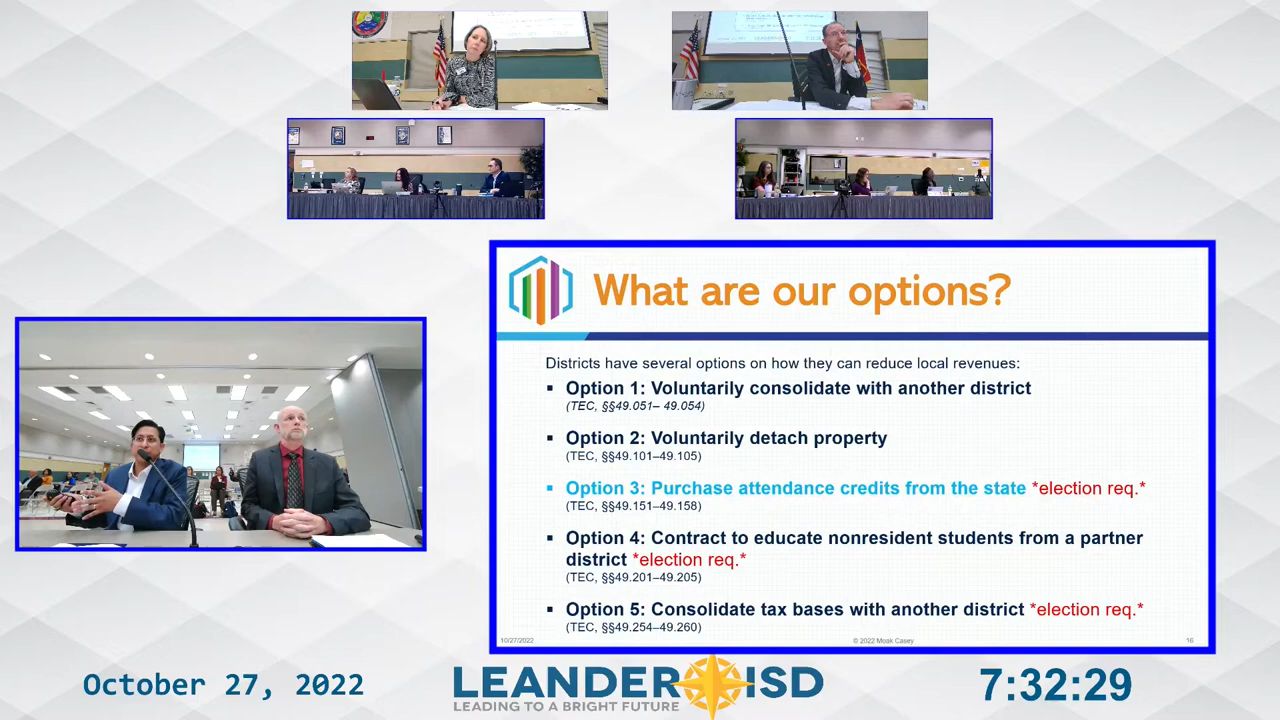 What are our options?
Districts have several options on how they can reduce local revenues:
▪ Option 1: Voluntarily consolidate with another district
(TEC, §§49.051– 49.054)
▪ Option 2: Voluntarily detach property
(TEC, §§49.101–49.105)
▪ Option 3: Purchase attendance credits from the state *election req.*
(TEC, §§49.151–49.158)
▪ Option 4: Contract to educate nonresident students from a partner
district *election req.*
(TEC, §§49.201–49.205)
▪ Option 5: Consolidate tax bases with another district *election req.*
(TEC, §§49.254–49.260)
10/27/2022 © 2022 Moak Casey 16
October 27, 2022
LEANDER ISD
LEADING TO A BRIGHT FUTURE
7:32:29